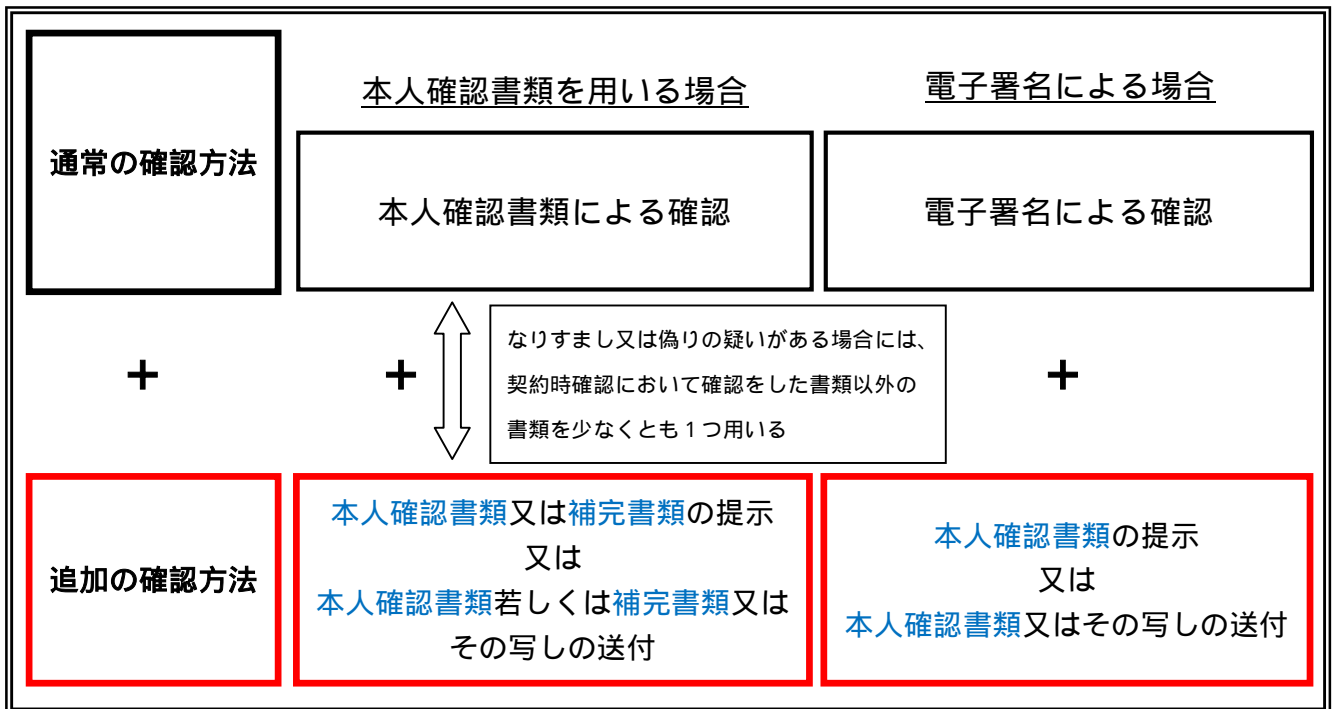 本人確認書類を用いる場合
電子署名による場合
通常の確認方法
本人確認書類による確認
電子署名による確認
+
+
なりすまし又は偽りの疑いがある場合には、
契約時確認において確認をした書類以外の
書類を少なくとも1つ用いる
+
追加の確認方法
本人確認書類又は補完書類の提示
又は
本人確認書類若しくは補完書類又は
その写しの送付
本人確認書類の提示
又は
本人確認書類又はその写しの送付